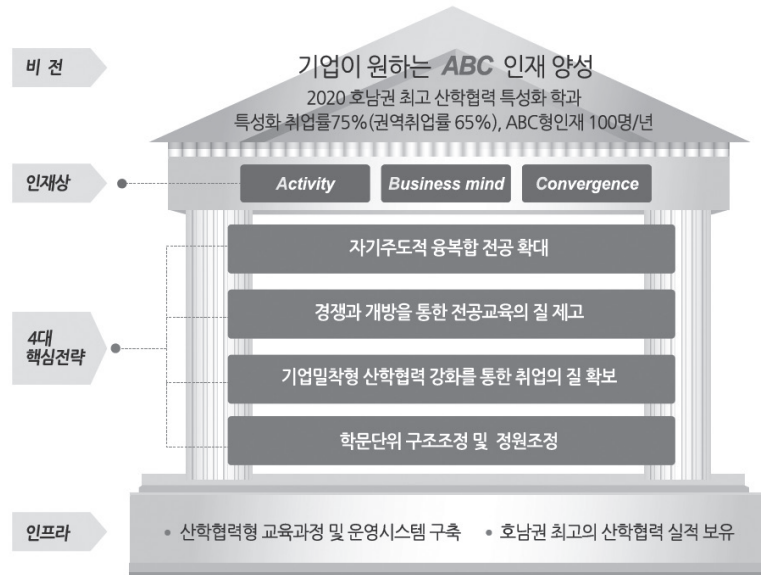 비 전
기업이 원하는 ABC 인재 양성
2020 호남권 최고 산학협력 특성화 학과
특성화 취업률75%(권역취업률 65%), ABC형인재 100명/년
인재상
Activity
Business mind
Convergence
4대
핵심전략
자기주도적 융복합 전공 확대
경쟁과 개방을 통한 전공교육의 질 제고
기업밀착형 산학협력 강화를 통한 취업의 질 확보
학문단위 구조조정 및 정원조정
인프라
• 산학협력형 교육과정 및 운영시스템 구축 • 호남권 최고의 산학협력 실적 보유